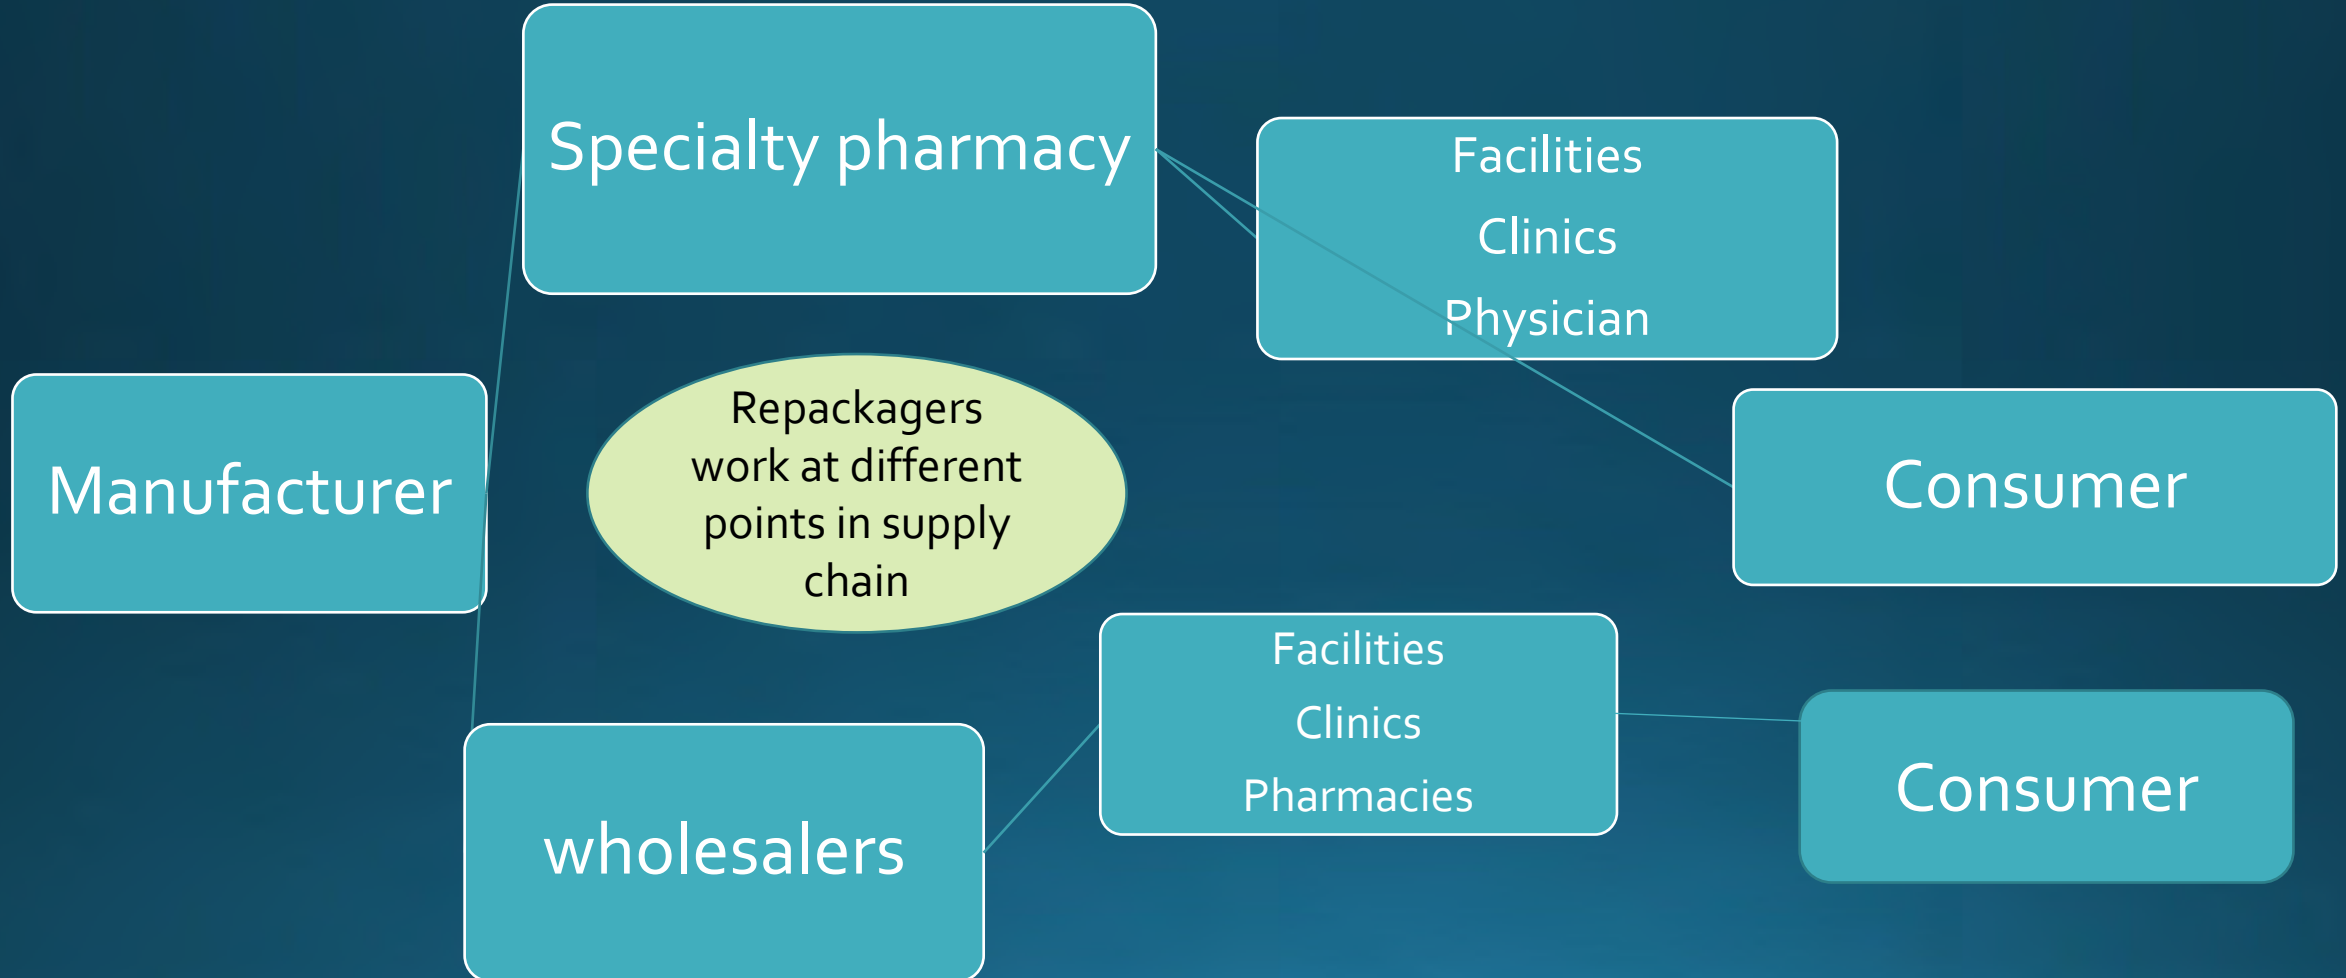 Specialty pharmacy
Facilities
Clinics
Physician
Manufacturer
Repackagers
work at different
points in supply
chain
Consumer
Facilities
Clinics
Pharmacies
wholesalers
Consumer